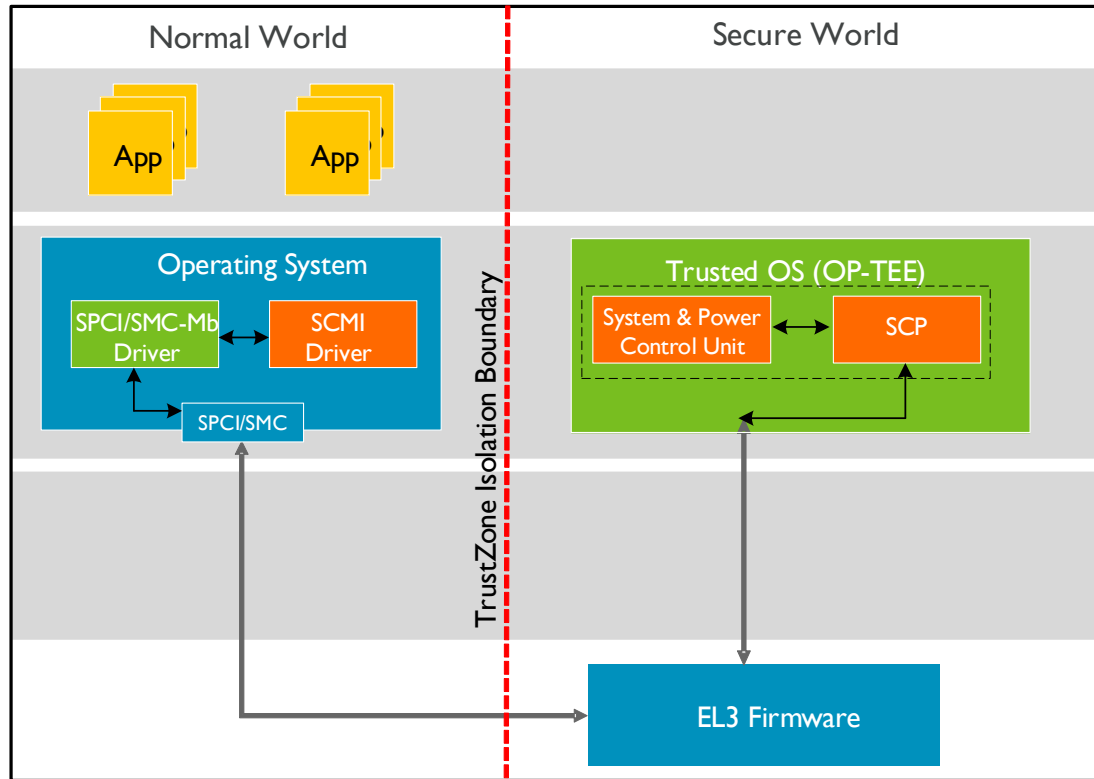 Normal World
Secure World
App
App
Operating System
SPCI/SMC-Mb
Driver
SCMI
Driver
SPCI/SMC
TrustZone Isolation Boundary
Trusted OS (OP-TEE)
System & Power
Control Unit
SCP
EL3 Firmware